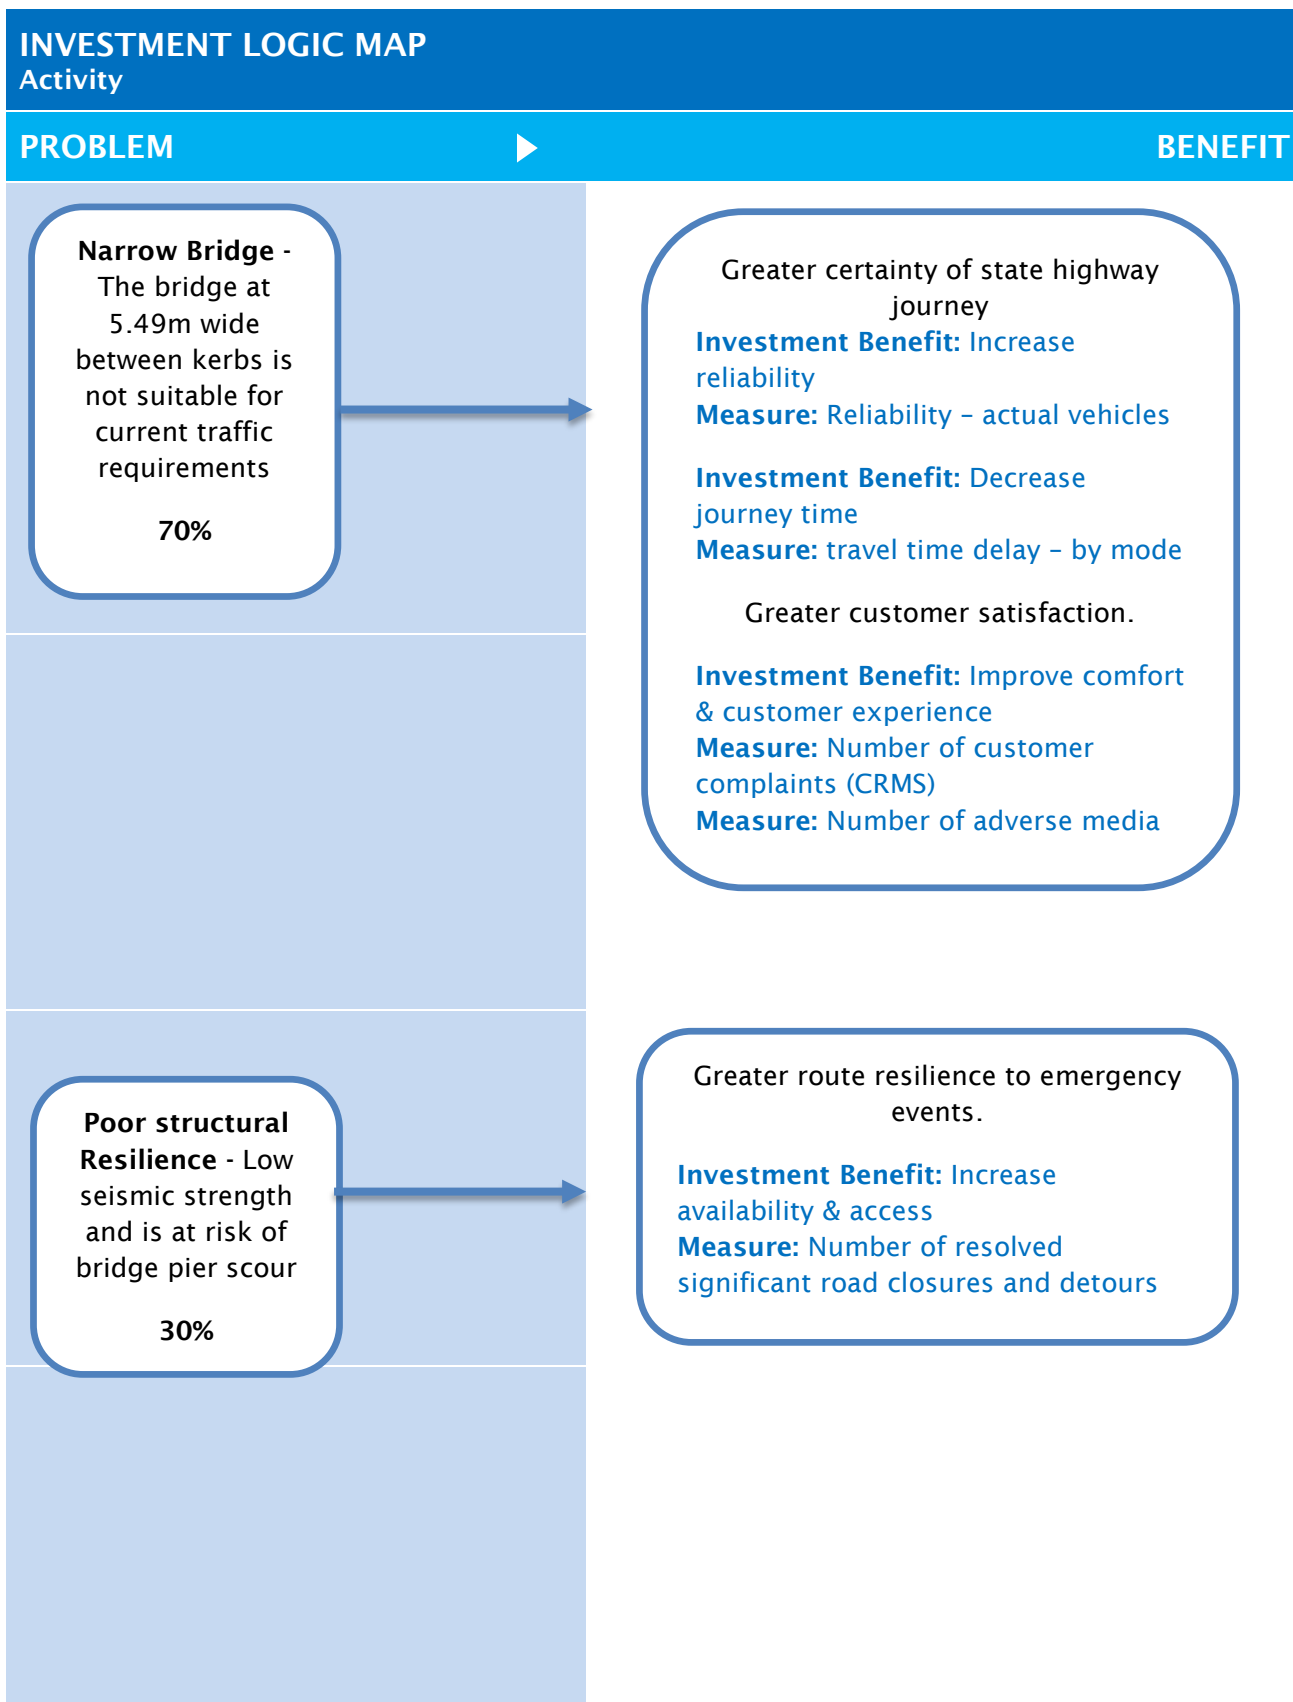 INVESTMENT LOGIC MAP
Activity
PROBLEM
BENEFIT
Narrow Bridge -
The bridge at
5.49m wide
between kerbs is
not suitable for
current traffic
requirements
70%
Greater certainty of state highway
journey
Investment Benefit: Increase
reliability
Measure: Reliability – actual vehicles
Investment Benefit: Decrease
journey time
Measure: travel time delay – by mode
Greater customer satisfaction.
Investment Benefit: Improve comfort
& customer experience
Measure: Number of customer
complaints (CRMS)
Measure: Number of adverse media
Poor structural
Resilience - Low
seismic strength
and is at risk of
bridge pier scour
30%
Greater route resilience to emergency
events.
Investment Benefit: Increase
availability & access
Measure: Number of resolved
significant road closures and detours